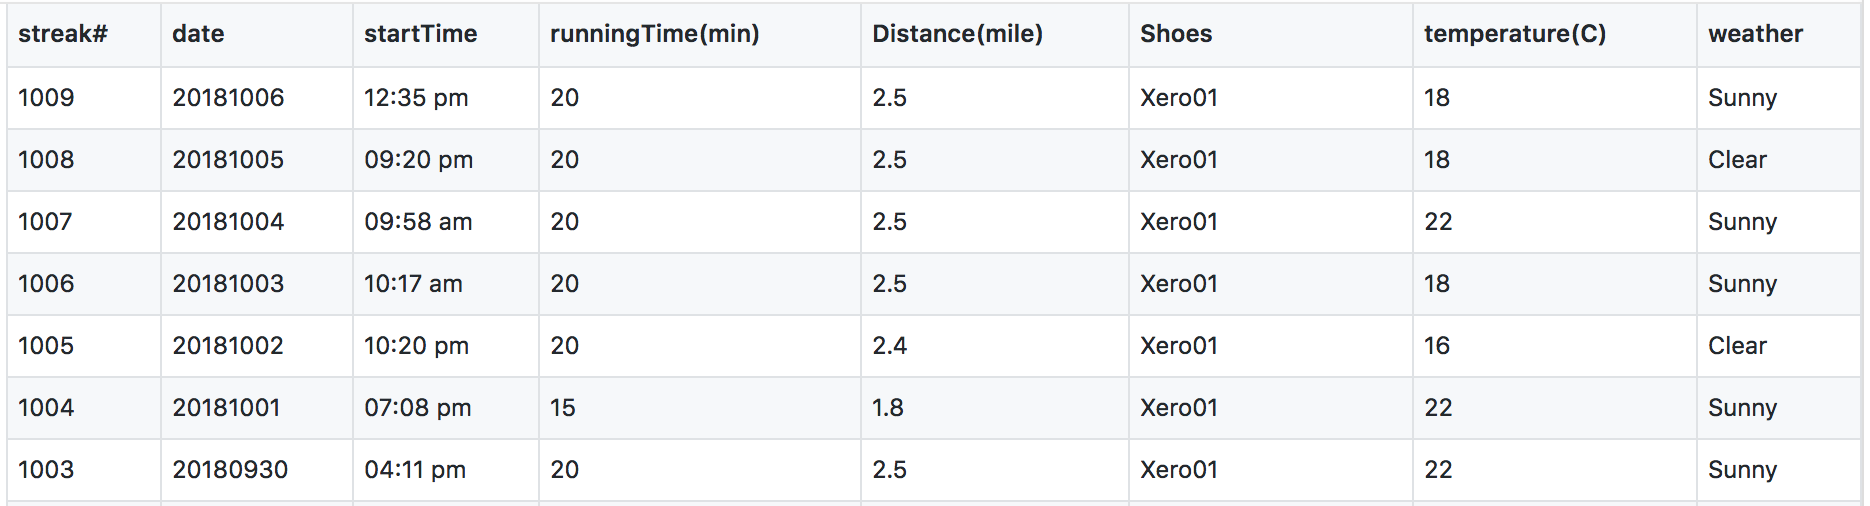 streak# date startTime runningTime(min) Distance(mile) Shoes temperature(C) weather
1009 20181006 12:35 pm 20 2.5 Xero01 18 Sunny
1008 20181005 09:20 pm 20 2.5 Xero01 18 Clear
1007 20181004 09:58 am 20 2.5 Xero01 22 Sunny
1006 20181003 10:17 am 20 2.5 Xero01 18 Sunny
1005 20181002 10:20 pm 20 2.4 Xero01 16 Clear
1004 20181001 07:08 pm 15 1.8 Xero01 22 Sunny
1003 20180930 04:11 pm 20 2.5 Xero01 22 Sunny